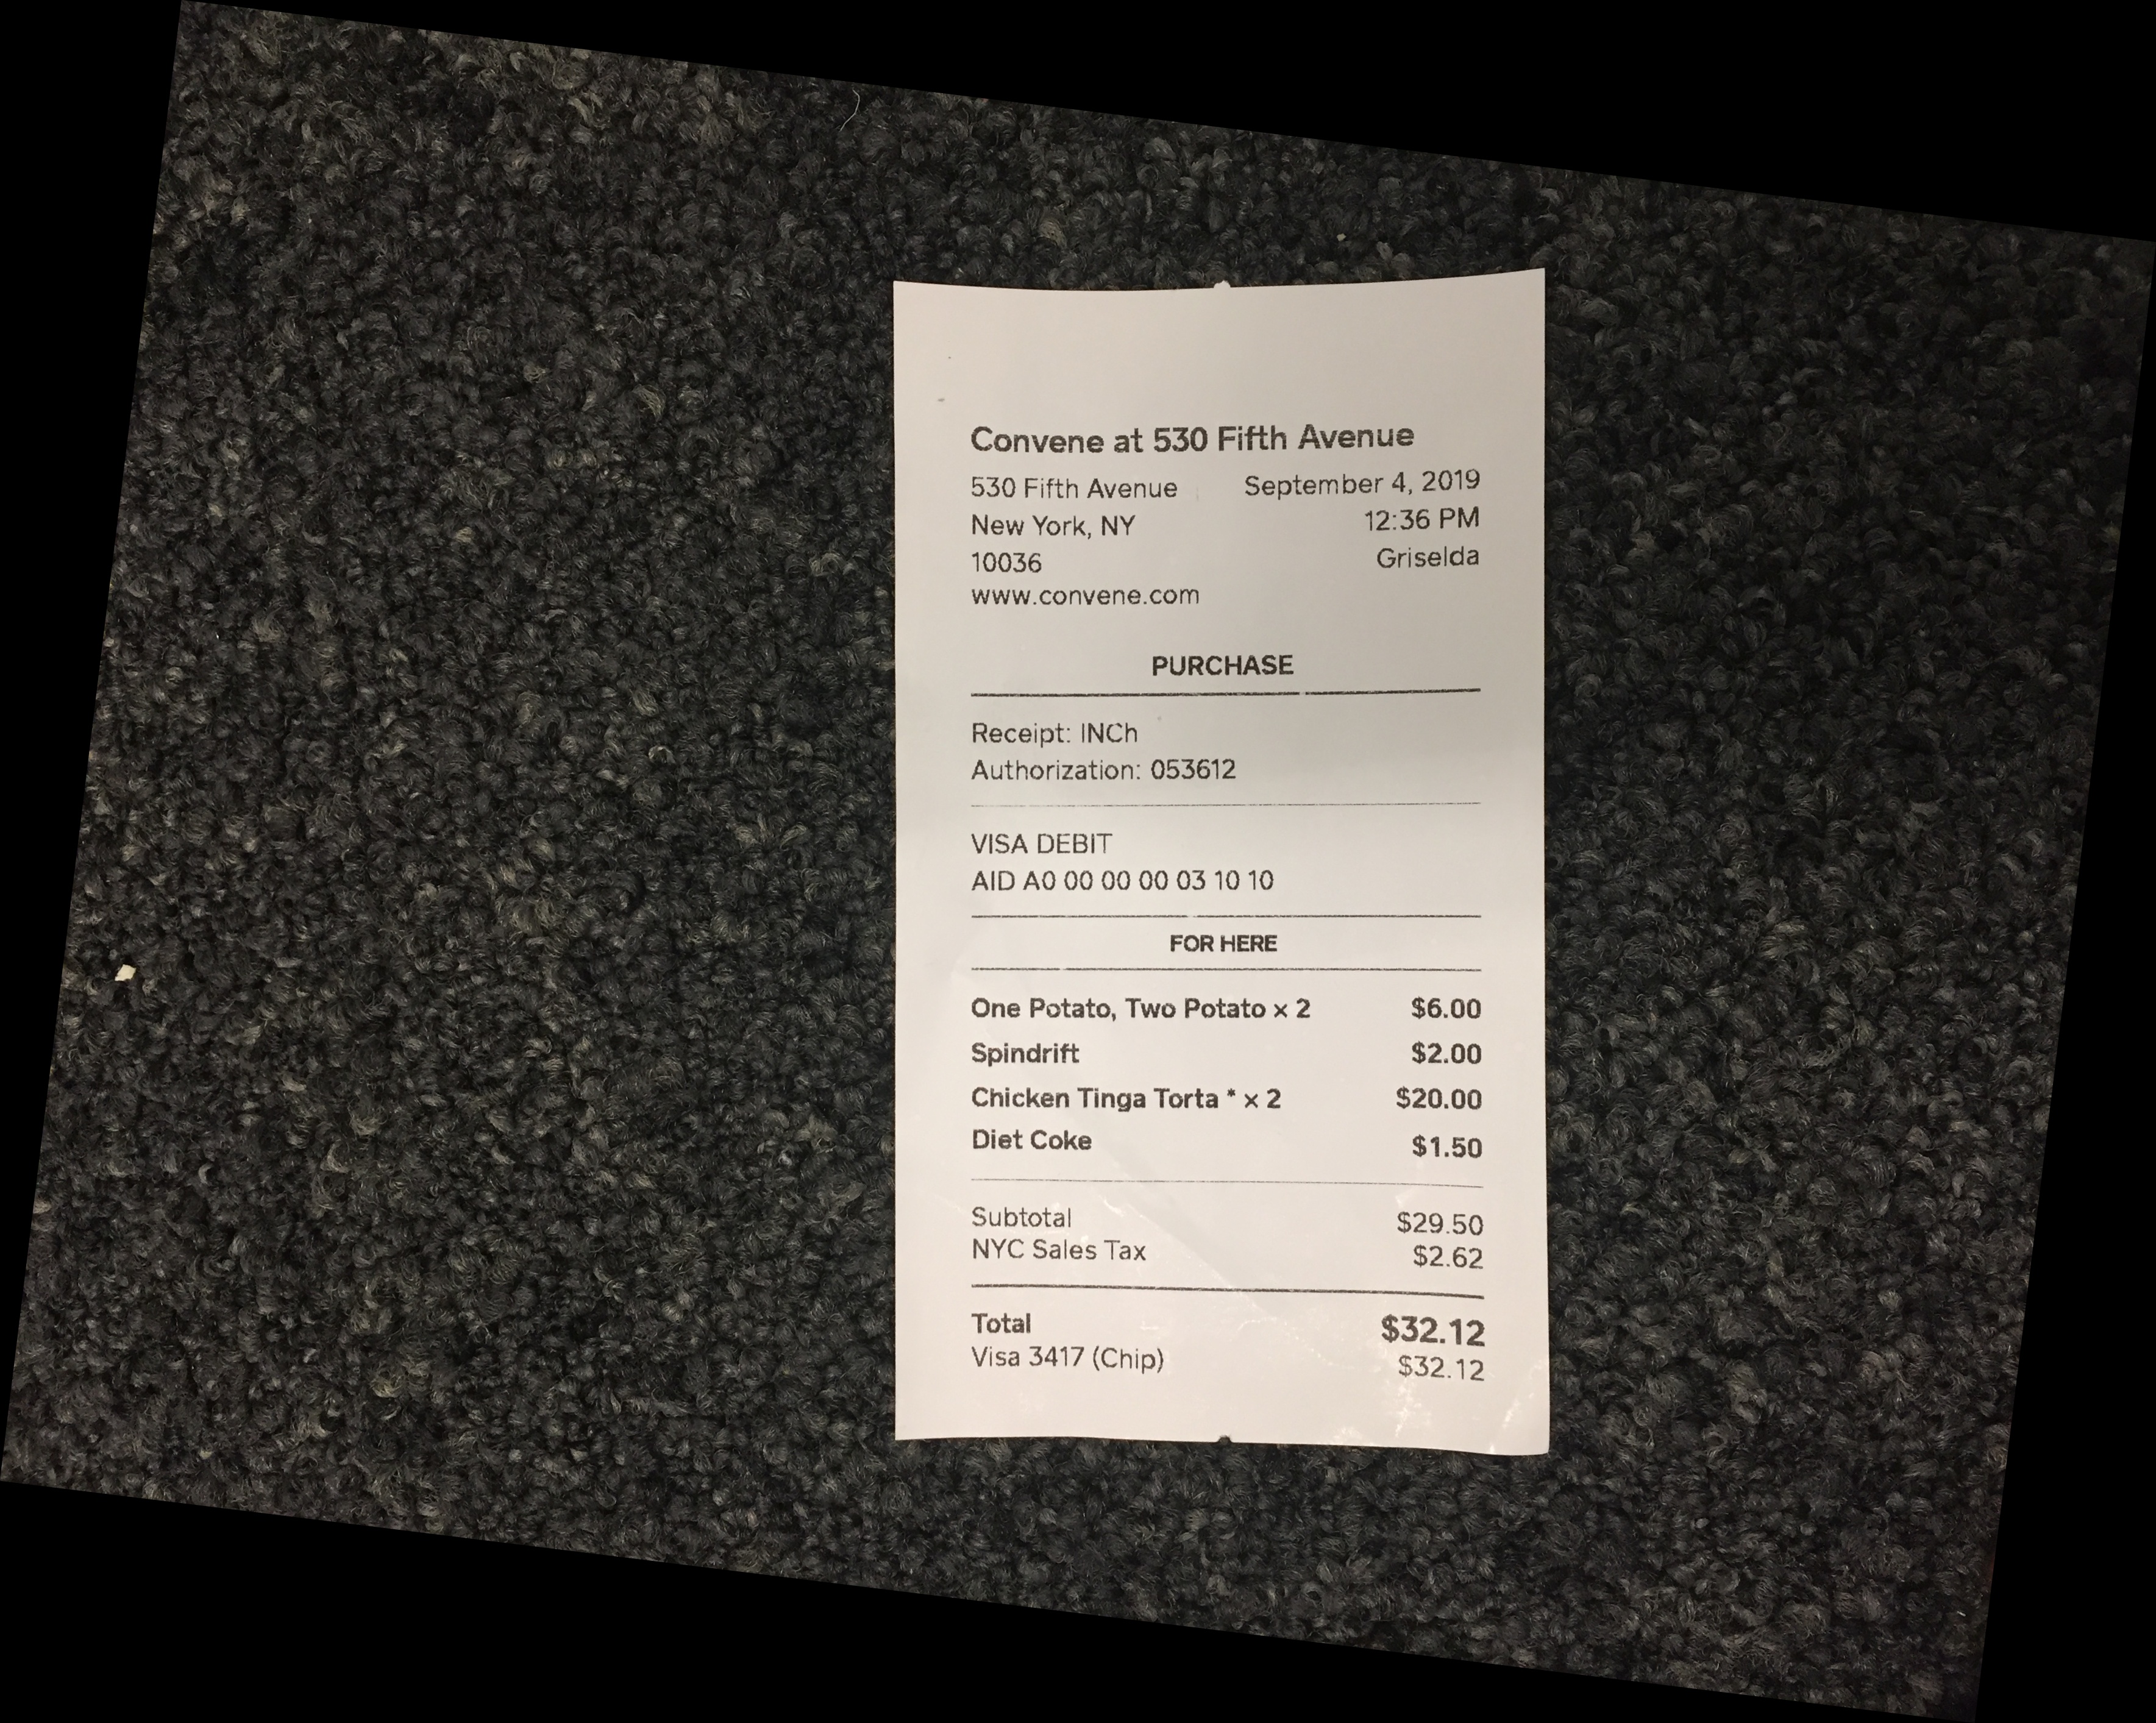 Convene at 530 Fifth Avenue
530 Fifth Avenue September 4, 2019
New York, NY 12:36 PM
10036 Griselda
www.convene.com
PURCHASE
Receipt: INCh
Authorization: 053612
VISA DEBIT
AID A0 00 00 00 03 10 10
FOR HERE
One Potato, Two Potato × 2 $6.00
Spindrift $2.00
Chicken Tinga Torta * × 2 $20.00
Diet Coke $1.50
Subtotal $29.50
NYC Sales Tax $2.62
Total $32.12
Visa 3417 (Chip) $32.12